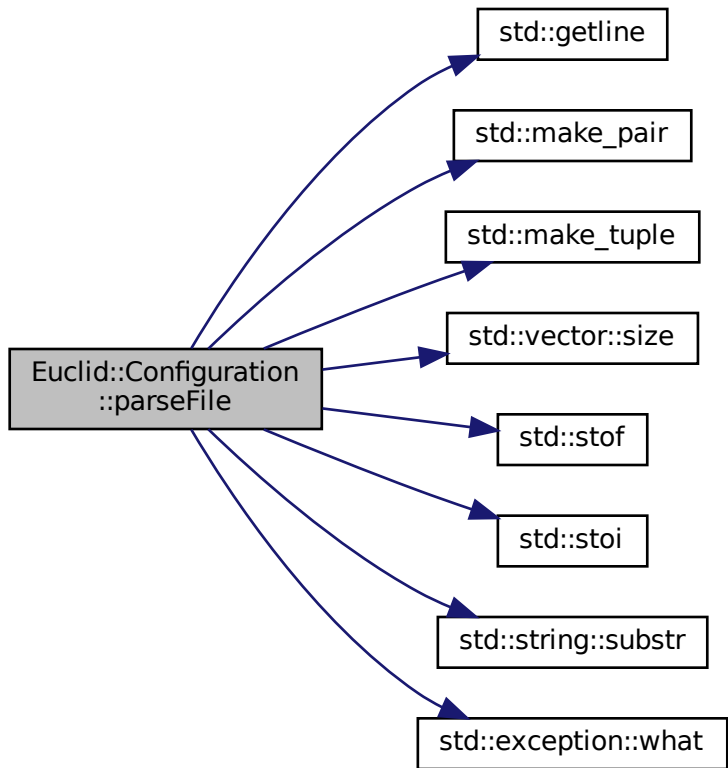 std::getline
std::make_pair
std::make_tuple
std::vector::size
Euclid::Configuration
::parseFile
std::stof
std::stoi
std::string::substr
std::exception::what